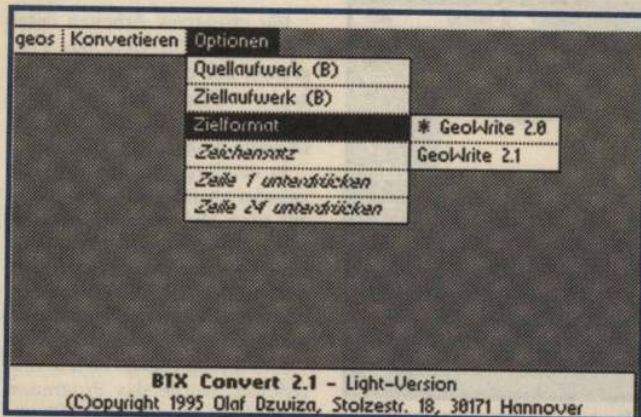 geos Konvertieren Optionen
Quellaufwerk (B)
Ziellaufwerk (B)
Zielformat
* GeoWrite 2.0
GeoWrite 2.1
Zeichensatz
Zeile 1 unterdrücken
Zeile 24 unterdrücken
BTX Convert 2.1 - Light-Version
(C)opyright 1995 Olaf Dzwiza, Stolzestr. 18, 30171 Hannover